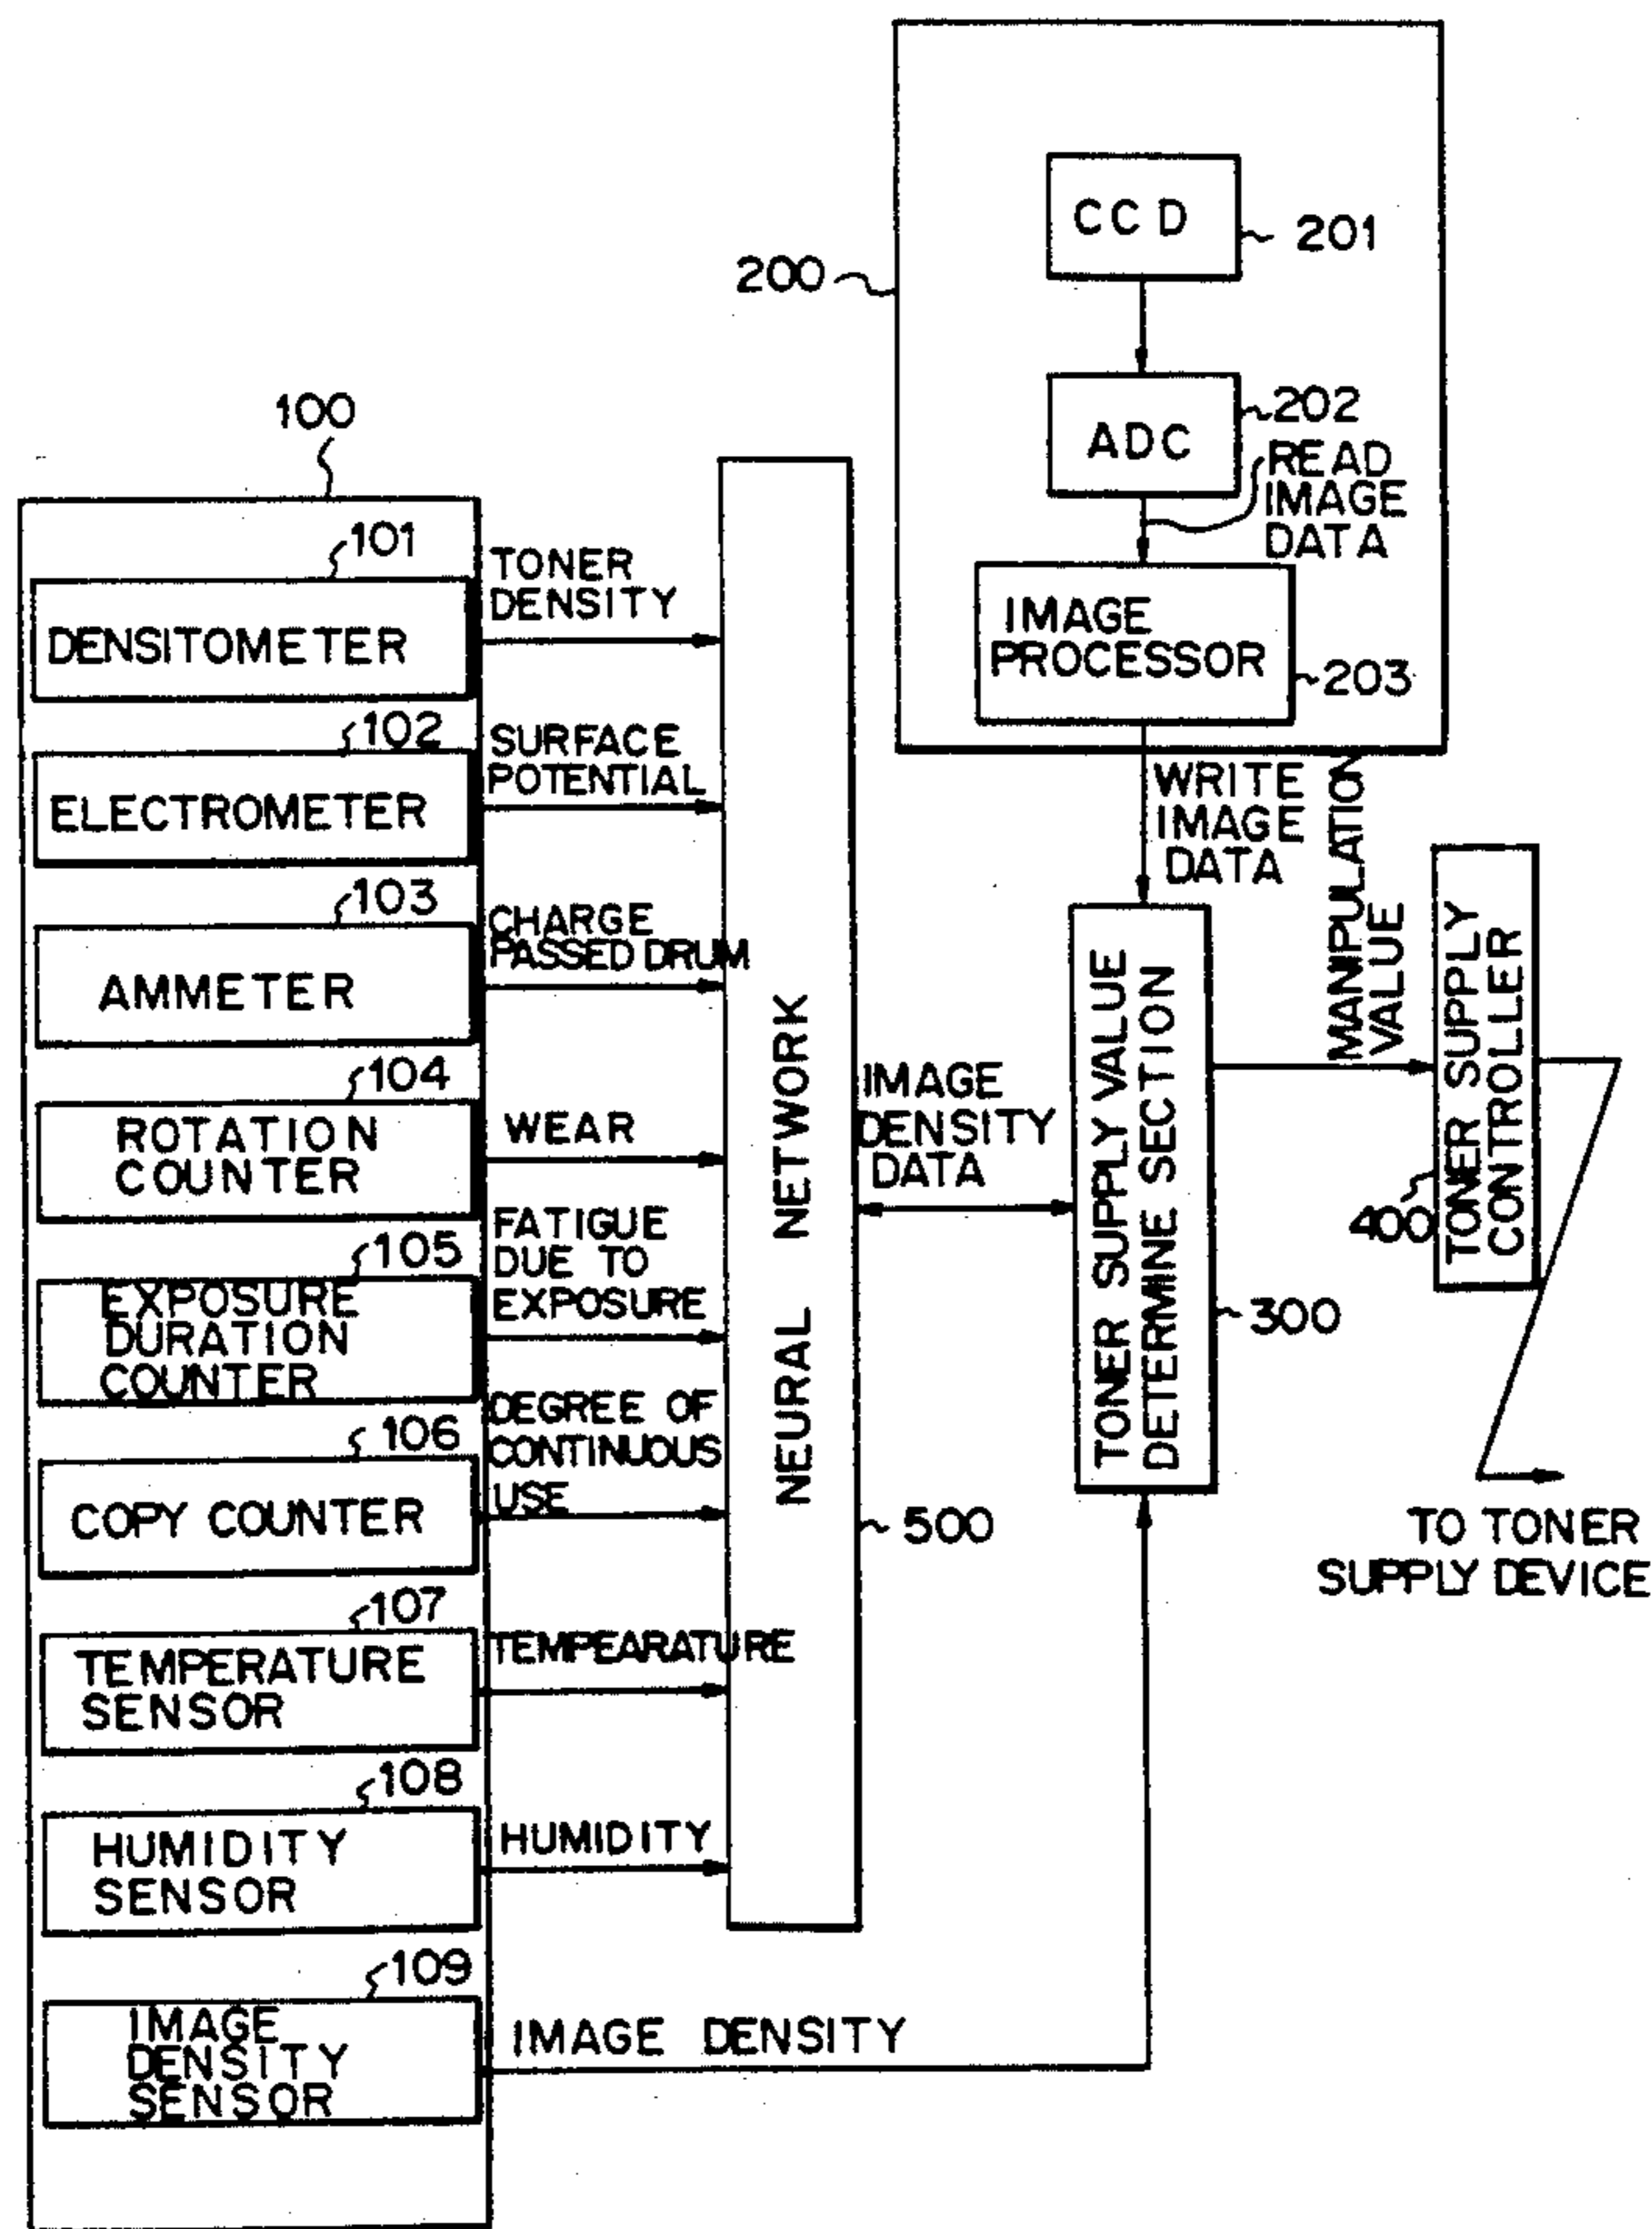 200
CCD
201
ADC
202
READ
IMAGE
DATA
IMAGE
PROCESSOR
203
WRITE
IMAGE
DATA
100
101
DENSITOMETER
TONER
DENSITY
102
ELECTROMETER
SURFACE
POTENTIAL
103
AMMETER
CHARGE
PASSED DRUM
104
ROTATION
COUNTER
WEAR
105
EXPOSURE
DURATION
COUNTER
FATIGUE
DUE TO
EXPOSURE
106
COPY COUNTER
DEGREE OF
CONTINUOUS
USE
107
TEMPERATURE
SENSOR
TEMPEARATURE
108
HUMIDITY
SENSOR
HUMIDITY
109
IMAGE
DENSITY
SENSOR
IMAGE DENSITY
NEURAL NETWORK
500
IMAGE
DENSITY
DATA
TONER SUPPLY VALUE
DETERMINE SECTION
300
MANIPULATION
VALUE
TONER SUPPLY
CONTROLLER
400
TO TONER
SUPPLY DEVICE